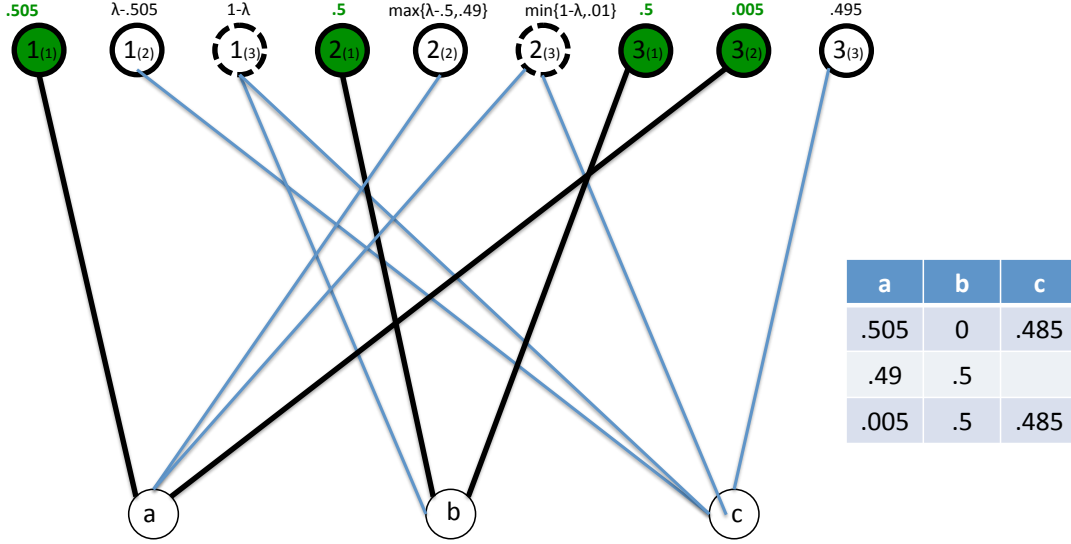 .505 λ-.505 1-λ .5 max{λ-.5,.49} min{1-λ,.01} .5 .005 .495
1(1) 1(2) 1(3) 2(1) 2(2) 2(3) 3(1) 3(2) 3(3)
a b c
.505 0 .485
.49 .5
.005 .5 .485
a b c